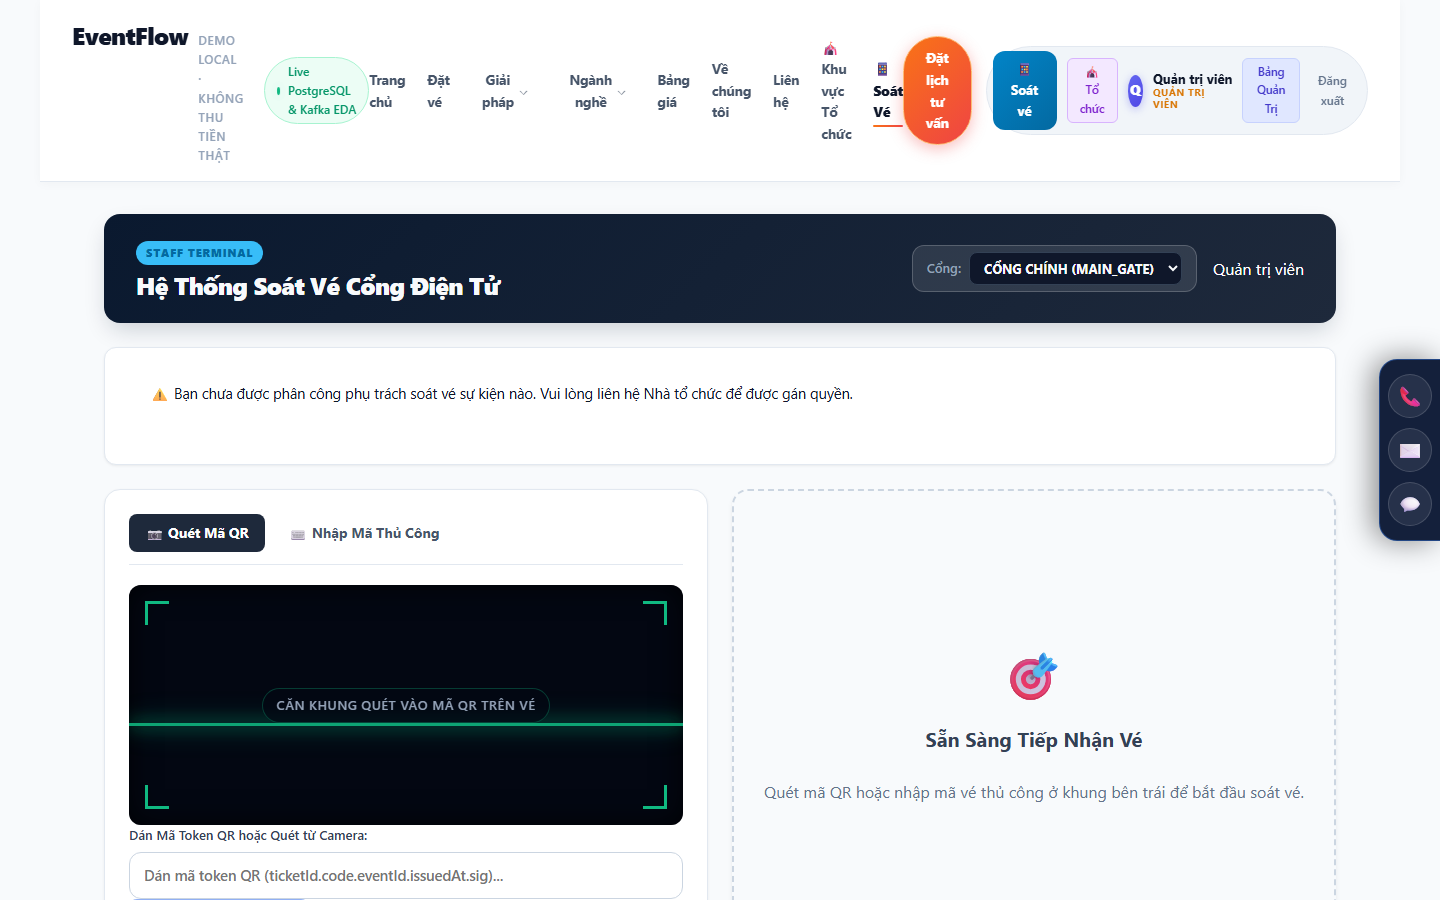 EventFlow
DEMO
LOCAL
·
KHÔNG
THU
TIỀN
THẬT
Live
PostgreSQL
& Kafka EDA
Trang
chủ
Đặt
vé
Giải
pháp
Ngành
nghề
Bảng
giá
Về
chúng
tôi
Liên
hệ
Khu
vực
Tổ
chức
Soát
Vé
Đặt
lịch
tư
vấn
Soát
vé
Tổ
chức
Q
Quản trị viên
QUẢN TRỊ
VIÊN
Bảng
Quản
Trị
Đăng
xuất
STAFF TERMINAL
Hệ Thống Soát Vé Cổng Điện Tử
Cổng:
CỔNG CHÍNH (MAIN_GATE)
Quản trị viên
Bạn chưa được phân công phụ trách soát vé sự kiện nào. Vui lòng liên hệ Nhà tổ chức để được gán quyền.
Quét Mã QR
Nhập Mã Thủ Công
CĂN KHUNG QUÉT VÀO MÃ QR TRÊN VÉ
Dán Mã Token QR hoặc Quét từ Camera:
Dán mã token QR (ticketId.code.eventId.issuedAt.sig)...
Sẵn Sàng Tiếp Nhận Vé
Quét mã QR hoặc nhập mã vé thủ công ở khung bên trái để bắt đầu soát vé.